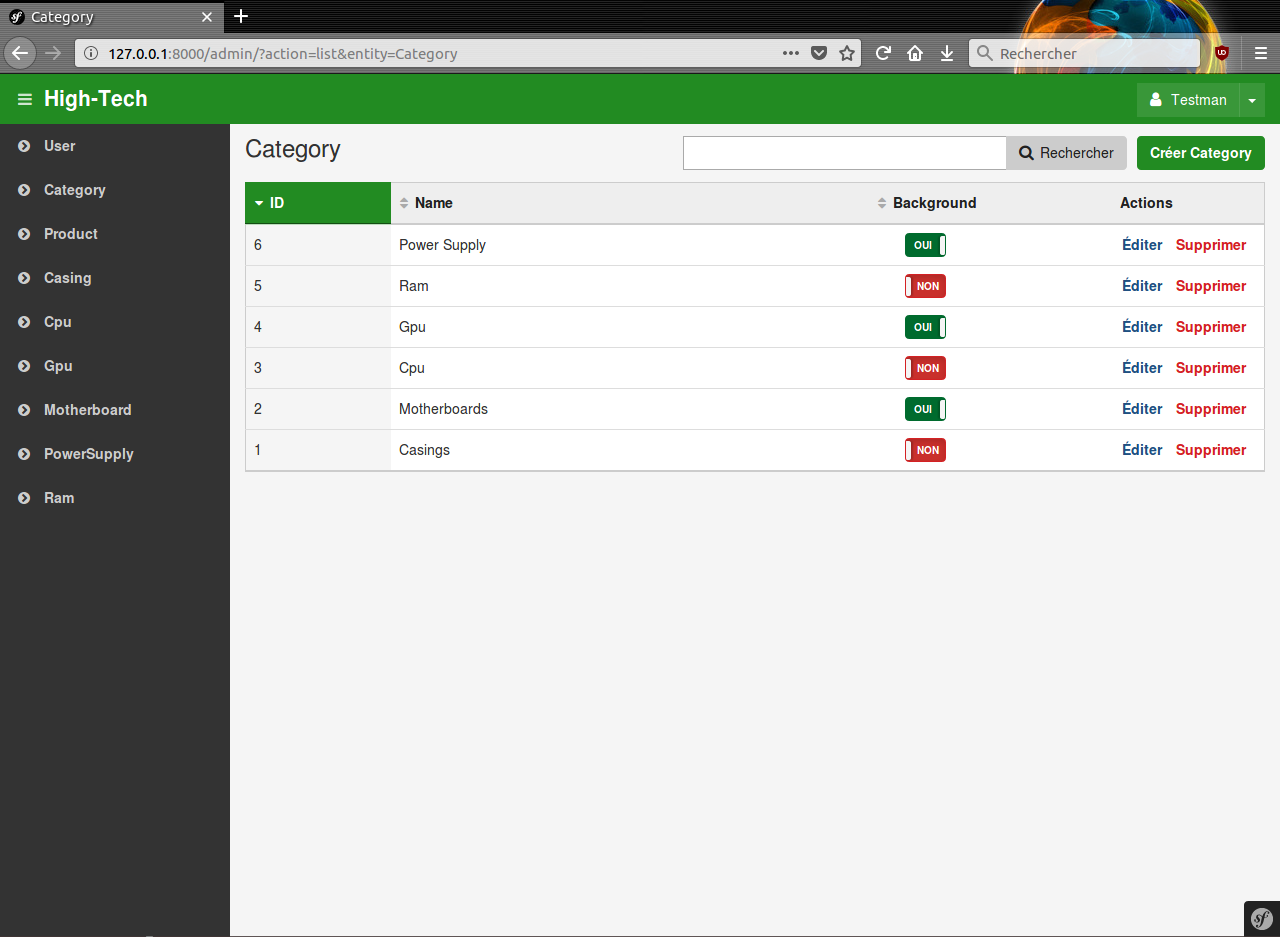 Category
127.0.0.1:8000/admin/?action=list&entity=Category
Rechercher
High-Tech
Testman
User
Category
Product
Casing
Cpu
Gpu
Motherboard
PowerSupply
Ram
Category
Rechercher
Créer Category
ID Name Background Actions
6 Power Supply OUI Éditer Supprimer
5 Ram NON Éditer Supprimer
4 Gpu OUI Éditer Supprimer
3 Cpu NON Éditer Supprimer
2 Motherboards OUI Éditer Supprimer
1 Casings NON Éditer Supprimer
sf